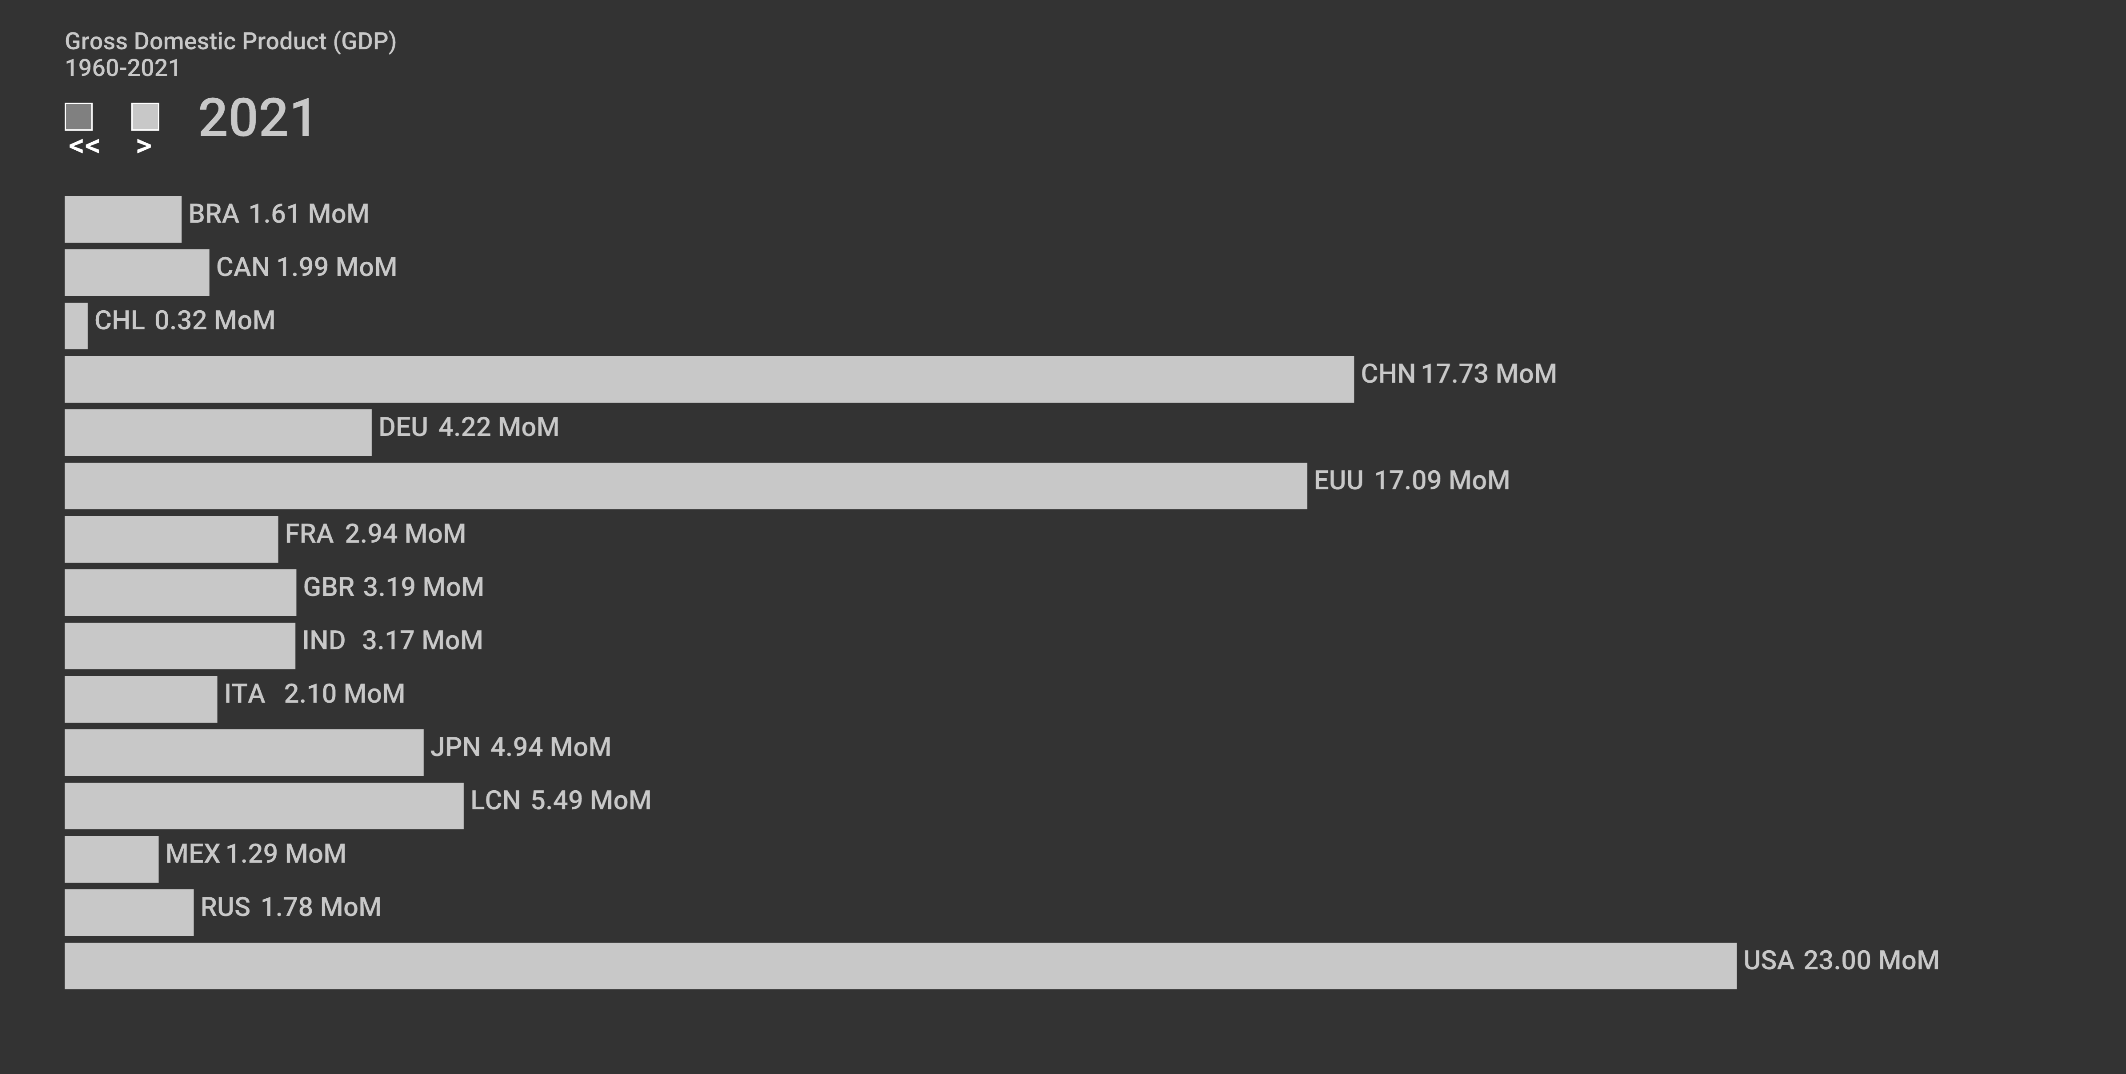 Gross Domestic Product (GDP)
1960-2021
2021
<< >
BRA 1.61 MoM
CAN 1.99 MoM
CHL 0.32 MoM
CHN 17.73 MoM
DEU 4.22 MoM
EUU 17.09 MoM
FRA 2.94 MoM
GBR 3.19 MoM
IND 3.17 MoM
ITA 2.10 MoM
JPN 4.94 MoM
LCN 5.49 MoM
MEX 1.29 MoM
RUS 1.78 MoM
USA 23.00 MoM